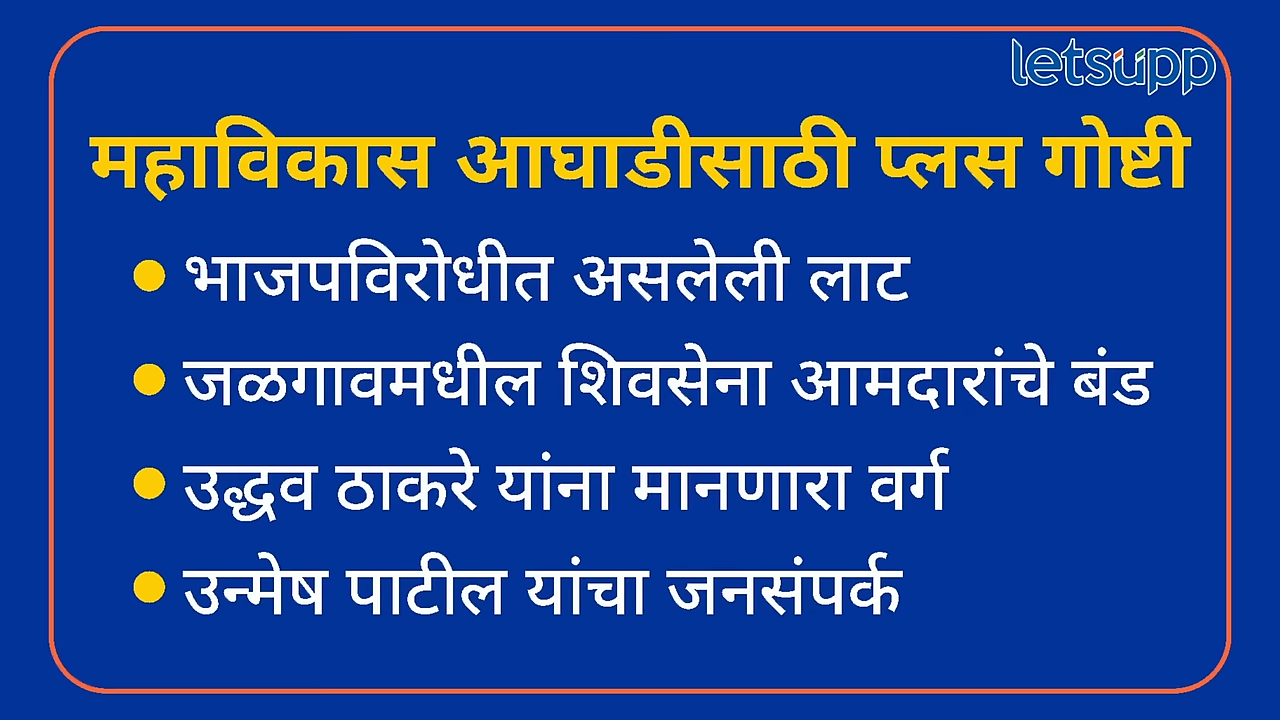 letsupp
महाविकास आघाडीसाठी प्लस गोष्टी
भाजपविरोधीत असलेली लाट
जळगावमधील शिवसेना आमदारांचे बंड
उद्धव ठाकरे यांना मानणारा वर्ग
उन्मेष पाटील यांचा जनसंपर्क